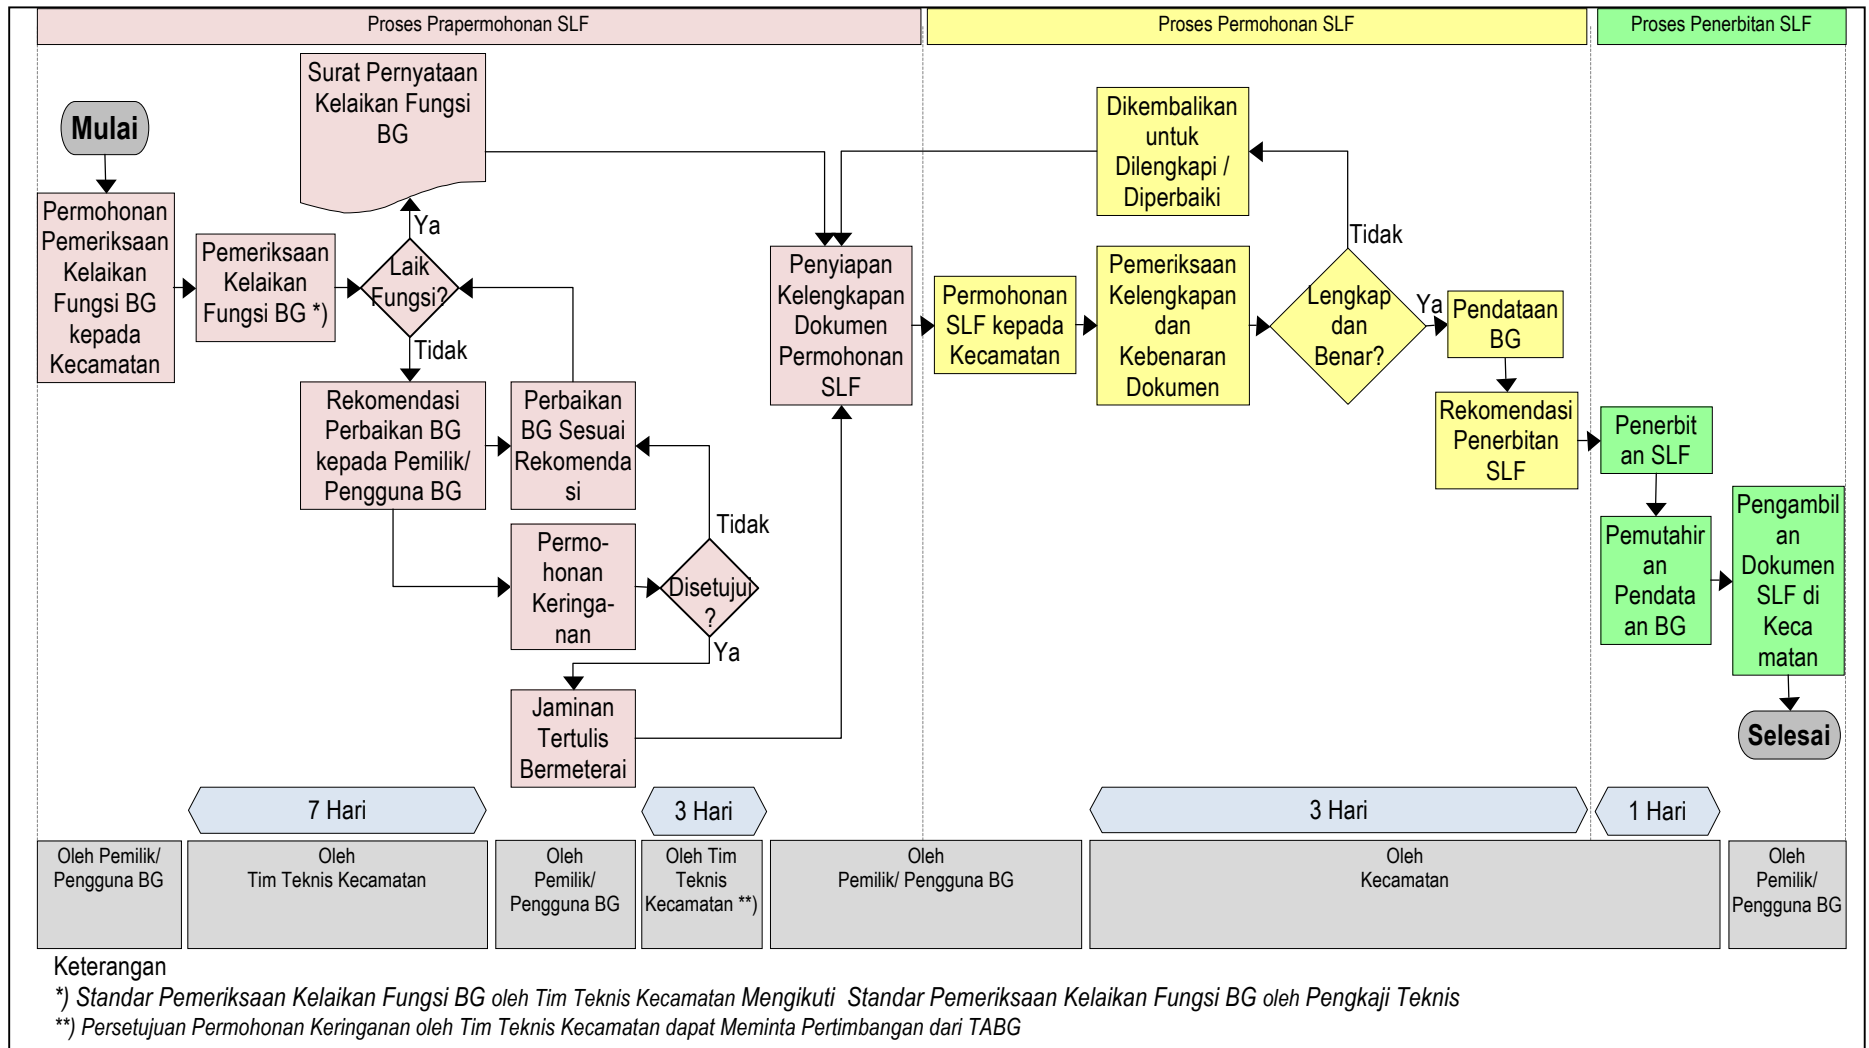 Proses Prapermohonan SLF
Proses Permohonan SLF
Proses Penerbitan SLF
Mulai
Permohonan
Pemeriksaan
Kelaikan
Fungsi BG
kepada
Kecamatan
Pemeriksaan
Kelaikan
Fungsi BG *)
Surat Pernyataan
Kelaikan Fungsi
BG
Ya
Laik
Fungsi?
Tidak
Rekomendasi
Perbaikan BG
kepada Pemilik/
Pengguna BG
Perbaikan
BG Sesuai
Rekomenda
si
Permo-
honan
Keringa-
nan
Tidak
Disetujui
?
Ya
Jaminan
Tertulis
Bermeterai
Penyiapan
Kelengkapan
Dokumen
Permohonan
SLF
Permohonan
SLF kepada
Kecamatan
Dikembalikan
untuk
Dilengkapi /
Diperbaiki
Pemeriksaan
Kelengkapan
dan
Kebenaran
Dokumen
Tidak
Lengkap
dan
Benar?
Ya
Pendataan
BG
Rekomendasi
Penerbitan
SLF
Penerbit
an SLF
Pemutahir
an
Pendata
an BG
Pengambil
an
Dokumen
SLF di
Keca
matan
Selesai
7 Hari
3 Hari
3 Hari
1 Hari
Oleh Pemilik/
Pengguna BG
Oleh
Tim Teknis Kecamatan
Oleh
Pemilik/
Pengguna BG
Oleh Tim
Teknis
Kecamatan **)
Oleh
Pemilik/ Pengguna BG
Oleh
Kecamatan
Oleh
Pemilik/
Pengguna BG
Keterangan
*) Standar Pemeriksaan Kelaikan Fungsi BG oleh Tim Teknis Kecamatan Mengikuti Standar Pemeriksaan Kelaikan Fungsi BG oleh Pengkaji Teknis
**) Persetujuan Permohonan Keringanan oleh Tim Teknis Kecamatan dapat Meminta Pertimbangan dari TABG